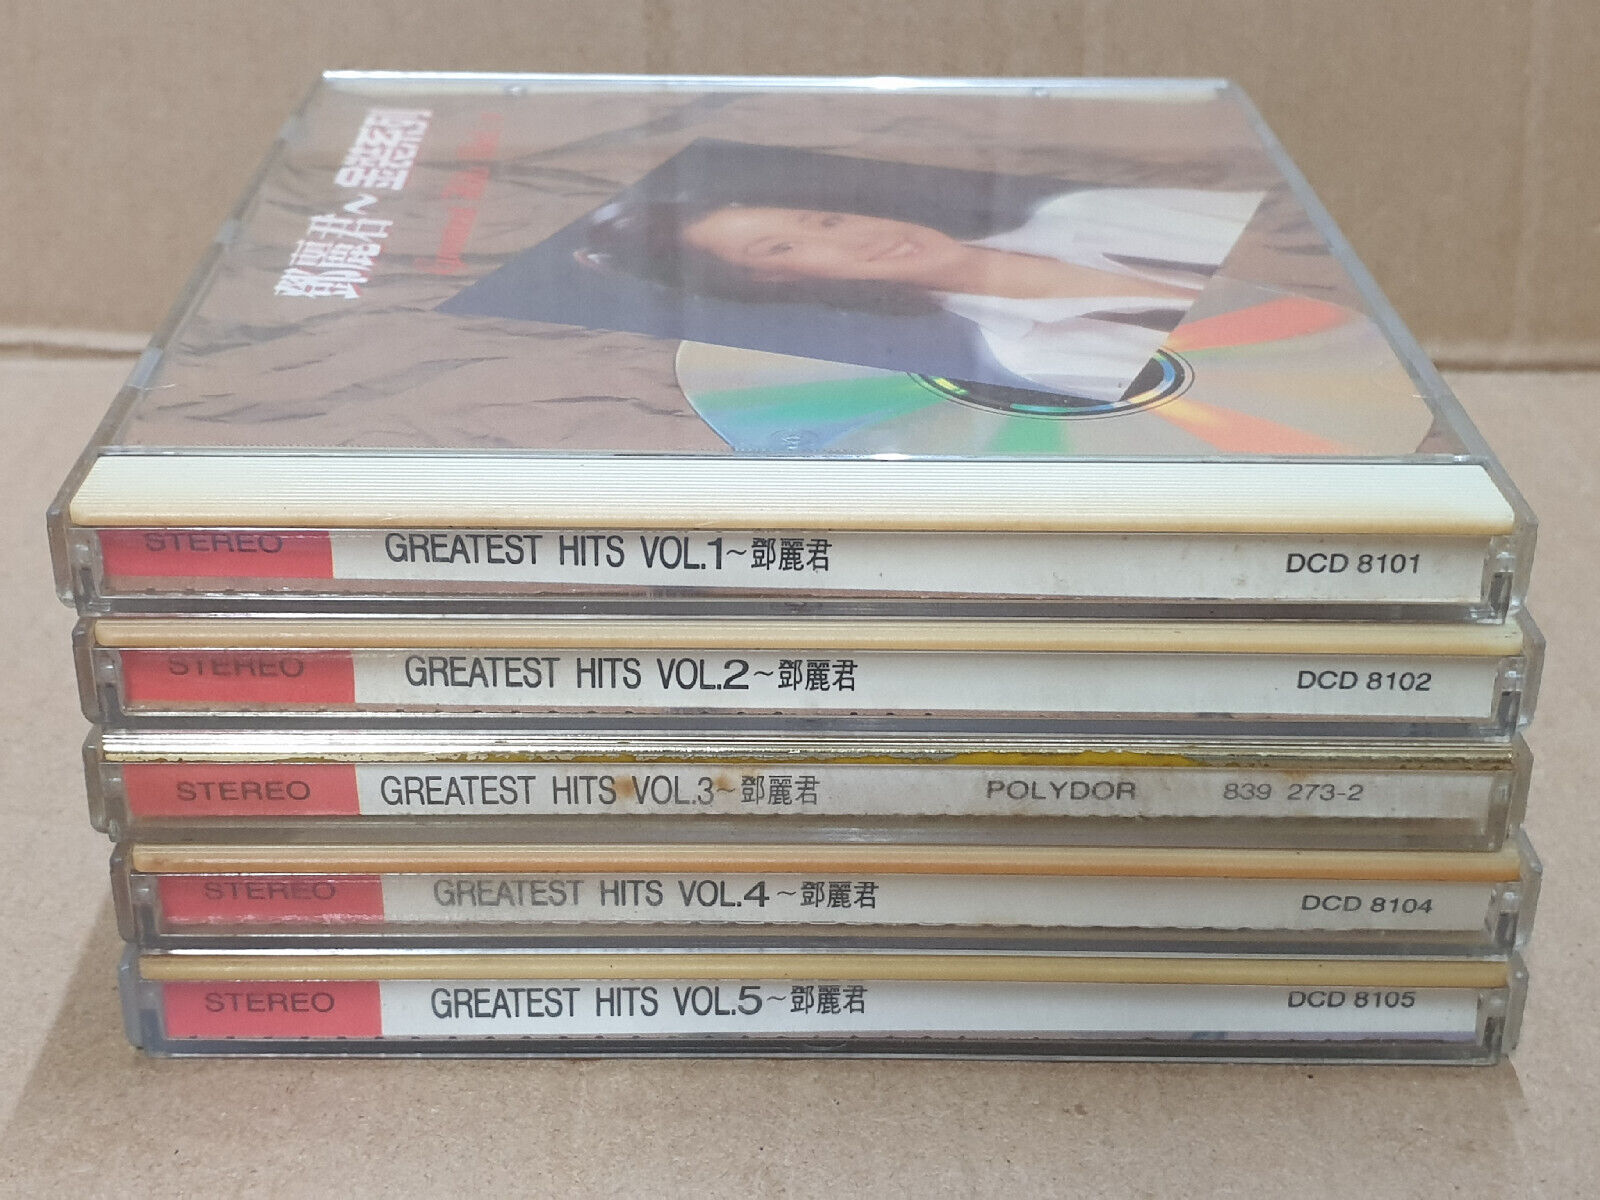 鄧麗君~
STEREO GREATEST HITS VOL.1~鄧麗君 DCD 8101
STEREO GREATEST HITS VOL.2~鄧麗君 DCD 8102
STEREO GREATEST HITS VOL.3~鄧麗君 POLYDOR 839 273-2
STEREO GREATEST HITS VOL.4~鄧麗君 DCD 8104
STEREO GREATEST HITS VOL.5~鄧麗君 DCD 8105